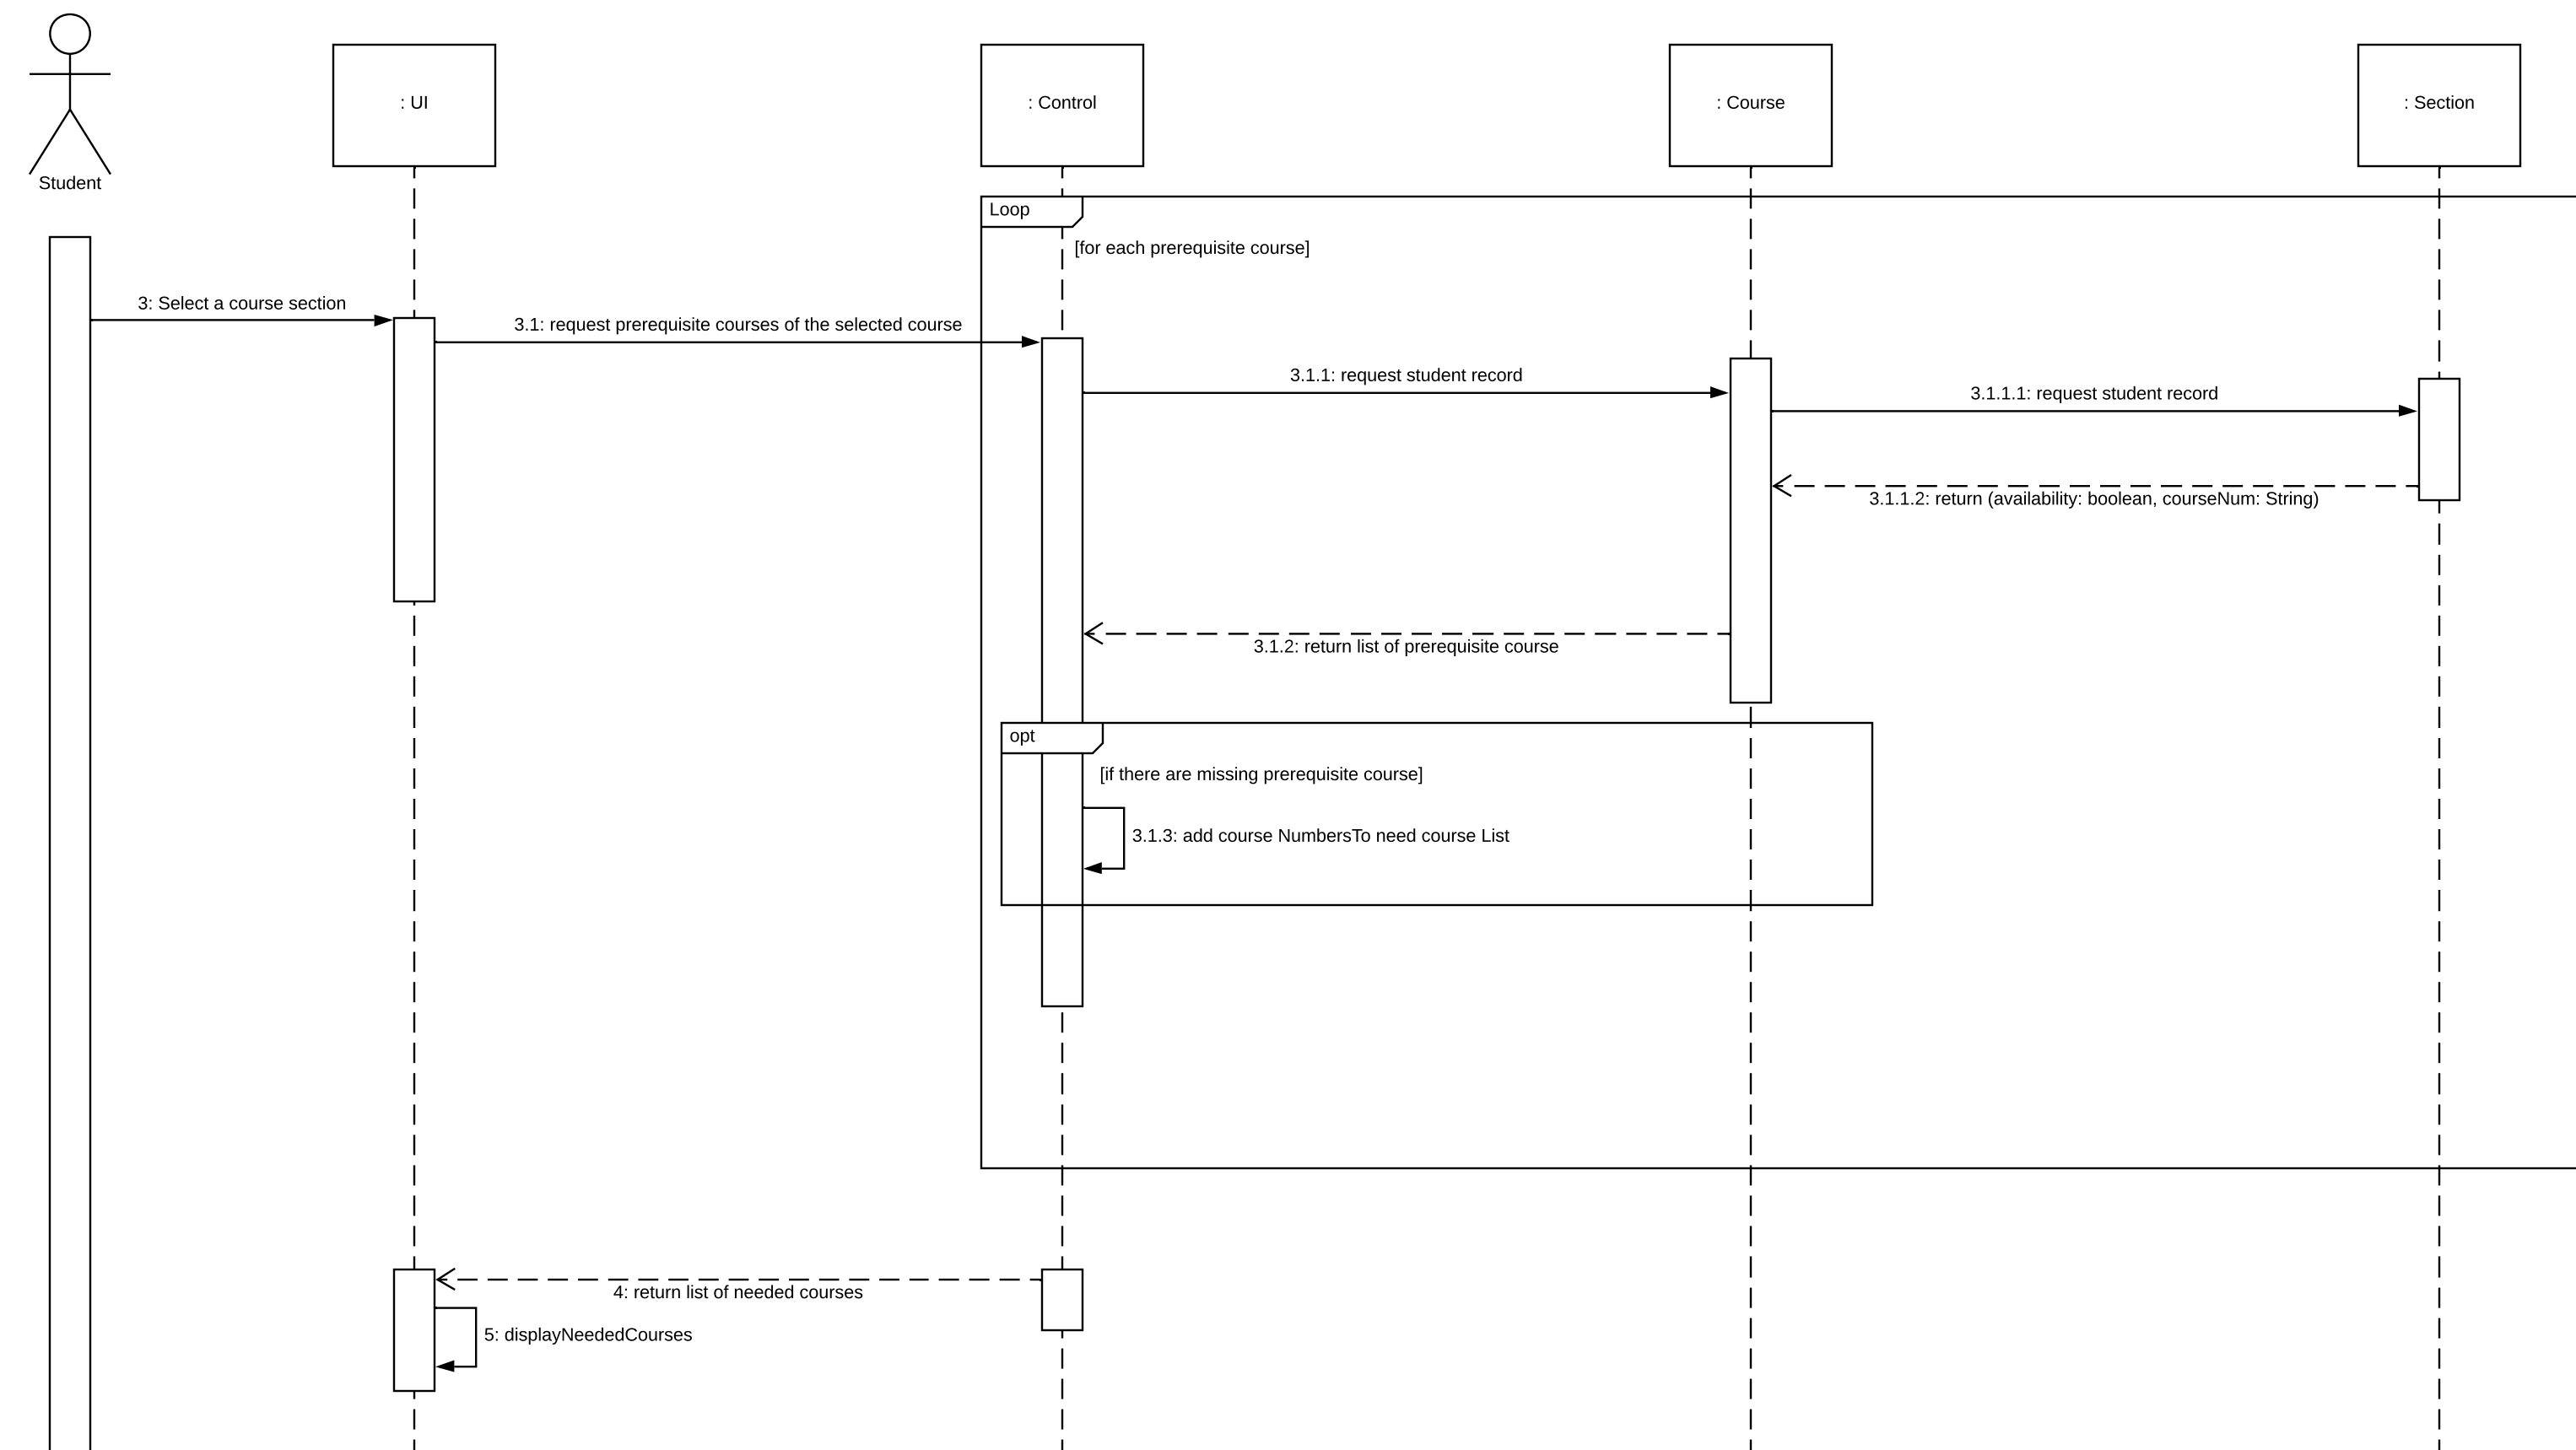 Student
: UI
: Control
: Course
: Section
Loop
[for each prerequisite course]
3: Select a course section
3.1: request prerequisite courses of the selected course
3.1.1: request student record
3.1.1.1: request student record
3.1.1.2: return (availability: boolean, courseNum: String)
3.1.2: return list of prerequisite course
opt
[if there are missing prerequisite course]
3.1.3: add course NumbersTo need course List
4: return list of needed courses
5: displayNeededCourses